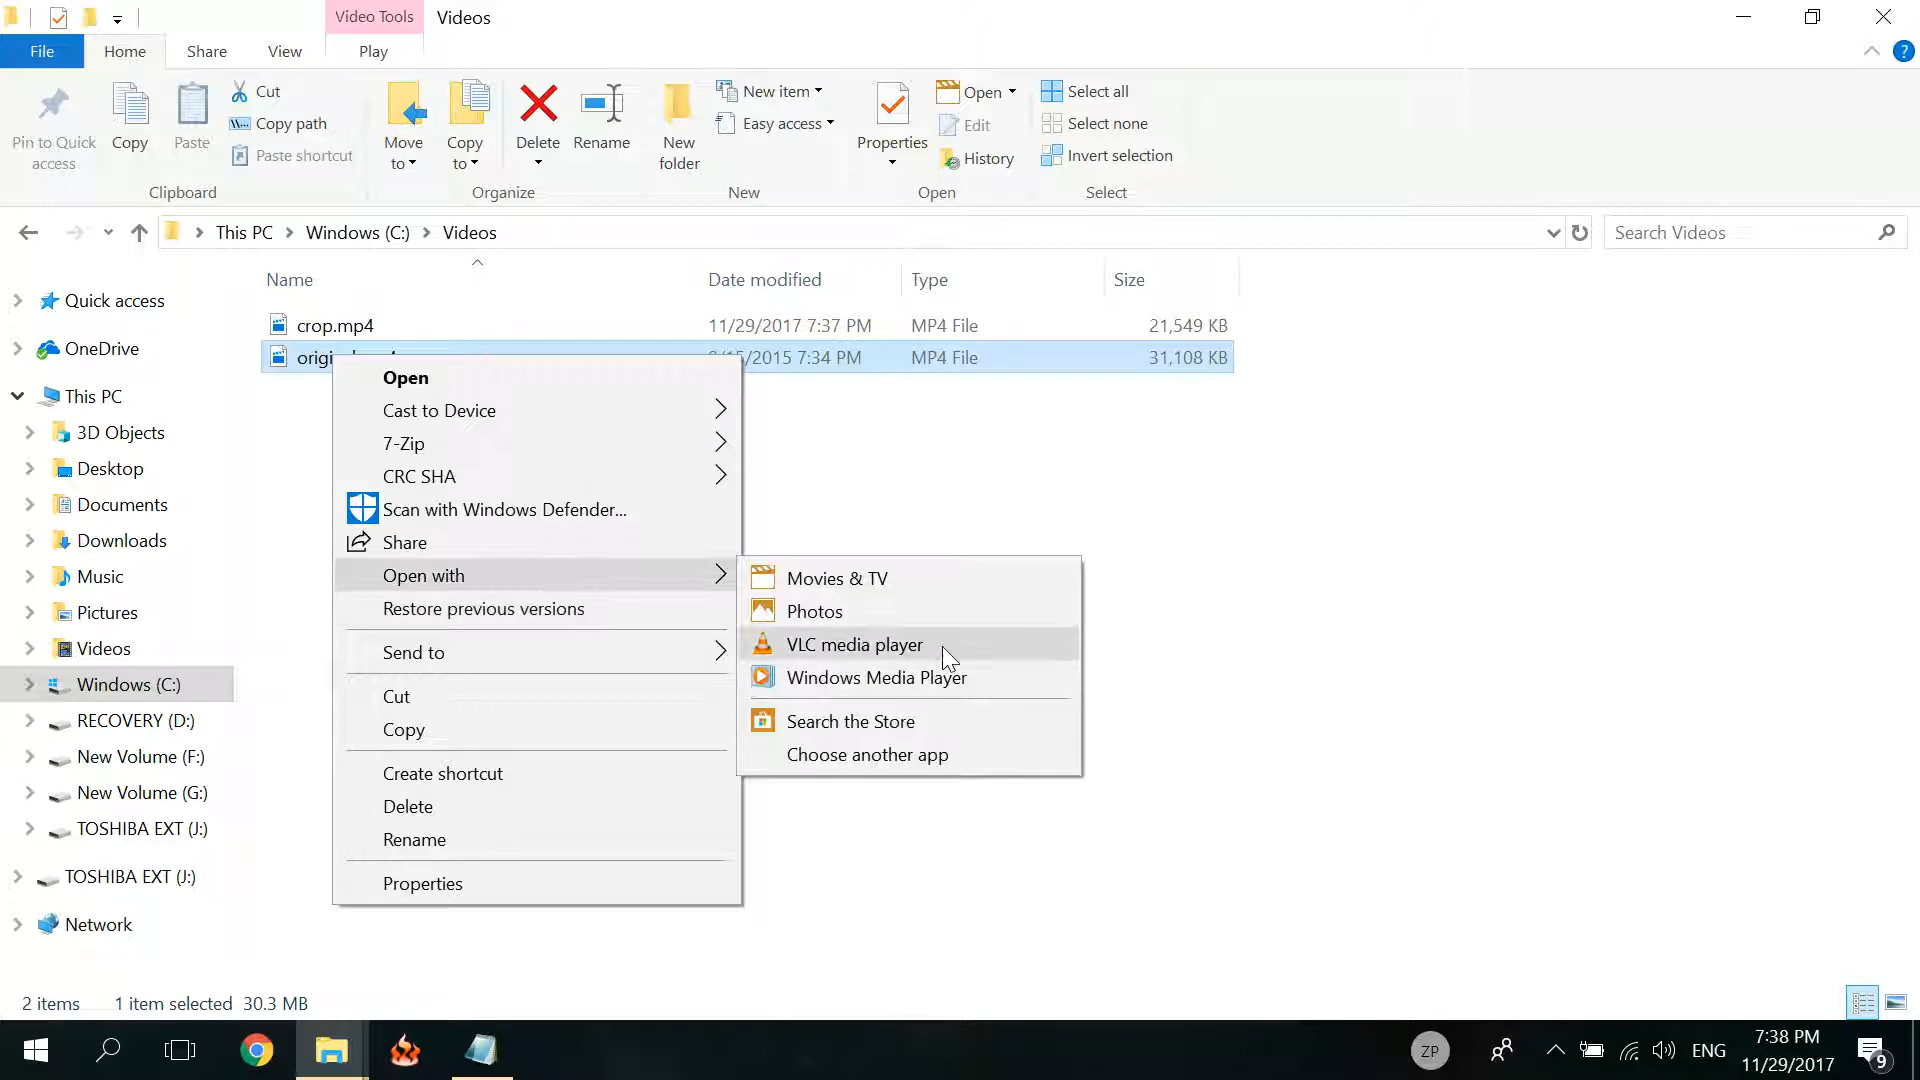 Video Tools
Videos
File
Home
Share
View
Play
Pin to Quick access
Copy
Paste
Cut
Copy path
Paste shortcut
Clipboard
Move to
Copy to
Delete
Rename
Organize
New folder
New item
Easy access
New
Properties
Open
Edit
History
Open
Select all
Select none
Invert selection
Select
This PC
Windows (C:)
Videos
Search Videos
Name
Date modified
Type
Size
crop.mp4
11/29/2017 7:37 PM
MP4 File
21,549 KB
2015 7:34 PM
MP4 File
31,108 KB
Quick access
OneDrive
This PC
3D Objects
Desktop
Documents
Downloads
Music
Pictures
Videos
Windows (C:)
RECOVERY (D:)
New Volume (F:)
New Volume (G:)
TOSHIBA EXT (J:)
TOSHIBA EXT (J:)
Network
Open
Cast to Device
7-Zip
CRC SHA
Scan with Windows Defender...
Share
Open with
Restore previous versions
Send to
Cut
Copy
Create shortcut
Delete
Rename
Properties
Movies & TV
Photos
VLC media player
Windows Media Player
Search the Store
Choose another app
2 items
1 item selected
30.3 MB
ZP
ENG
7:38 PM
11/29/2017
9